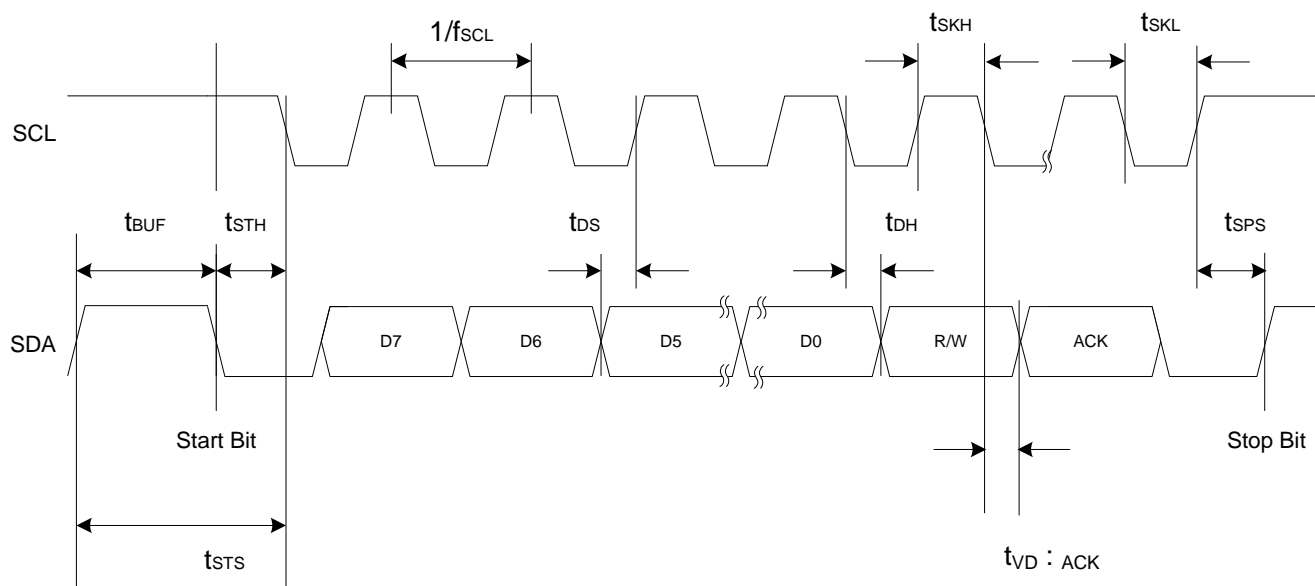 1/fSCL
tSKH
tSKL
SCL
tBUF
tSTH
tDS
tDH
tSPS
SDA
D7
D6
D5
D0
R/W
ACK
Start Bit
Stop Bit
tSTS
tVD : ACK